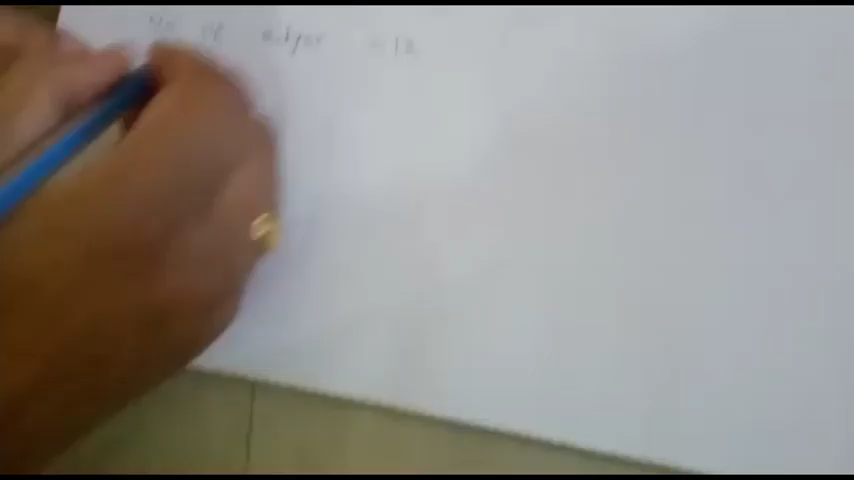 No of edges = 12